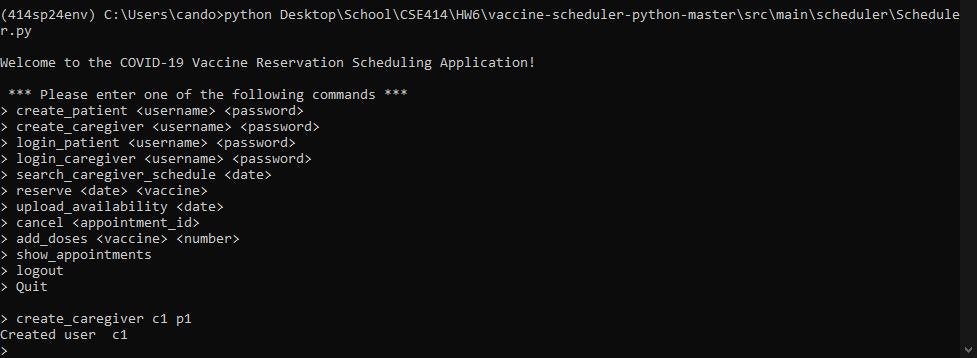 (414sp24env) C:\Users\cando>python Desktop\School\CSE414\HW6\vaccine-scheduler-python-master\src\main\scheduler\Schedule
r.py
Welcome to the COVID-19 Vaccine Reservation Scheduling Application!
*** Please enter one of the following commands ***
> create_patient <username> <password>
> create_caregiver <username> <password>
> login_patient <username> <password>
> login_caregiver <username> <password>
> search_caregiver_schedule <date>
> reserve <date> <vaccine>
> upload_availability <date>
> cancel <appointment_id>
> add_doses <vaccine> <number>
> show_appointments
> logout
> Quit
> create_caregiver c1 p1
Created user  c1
>